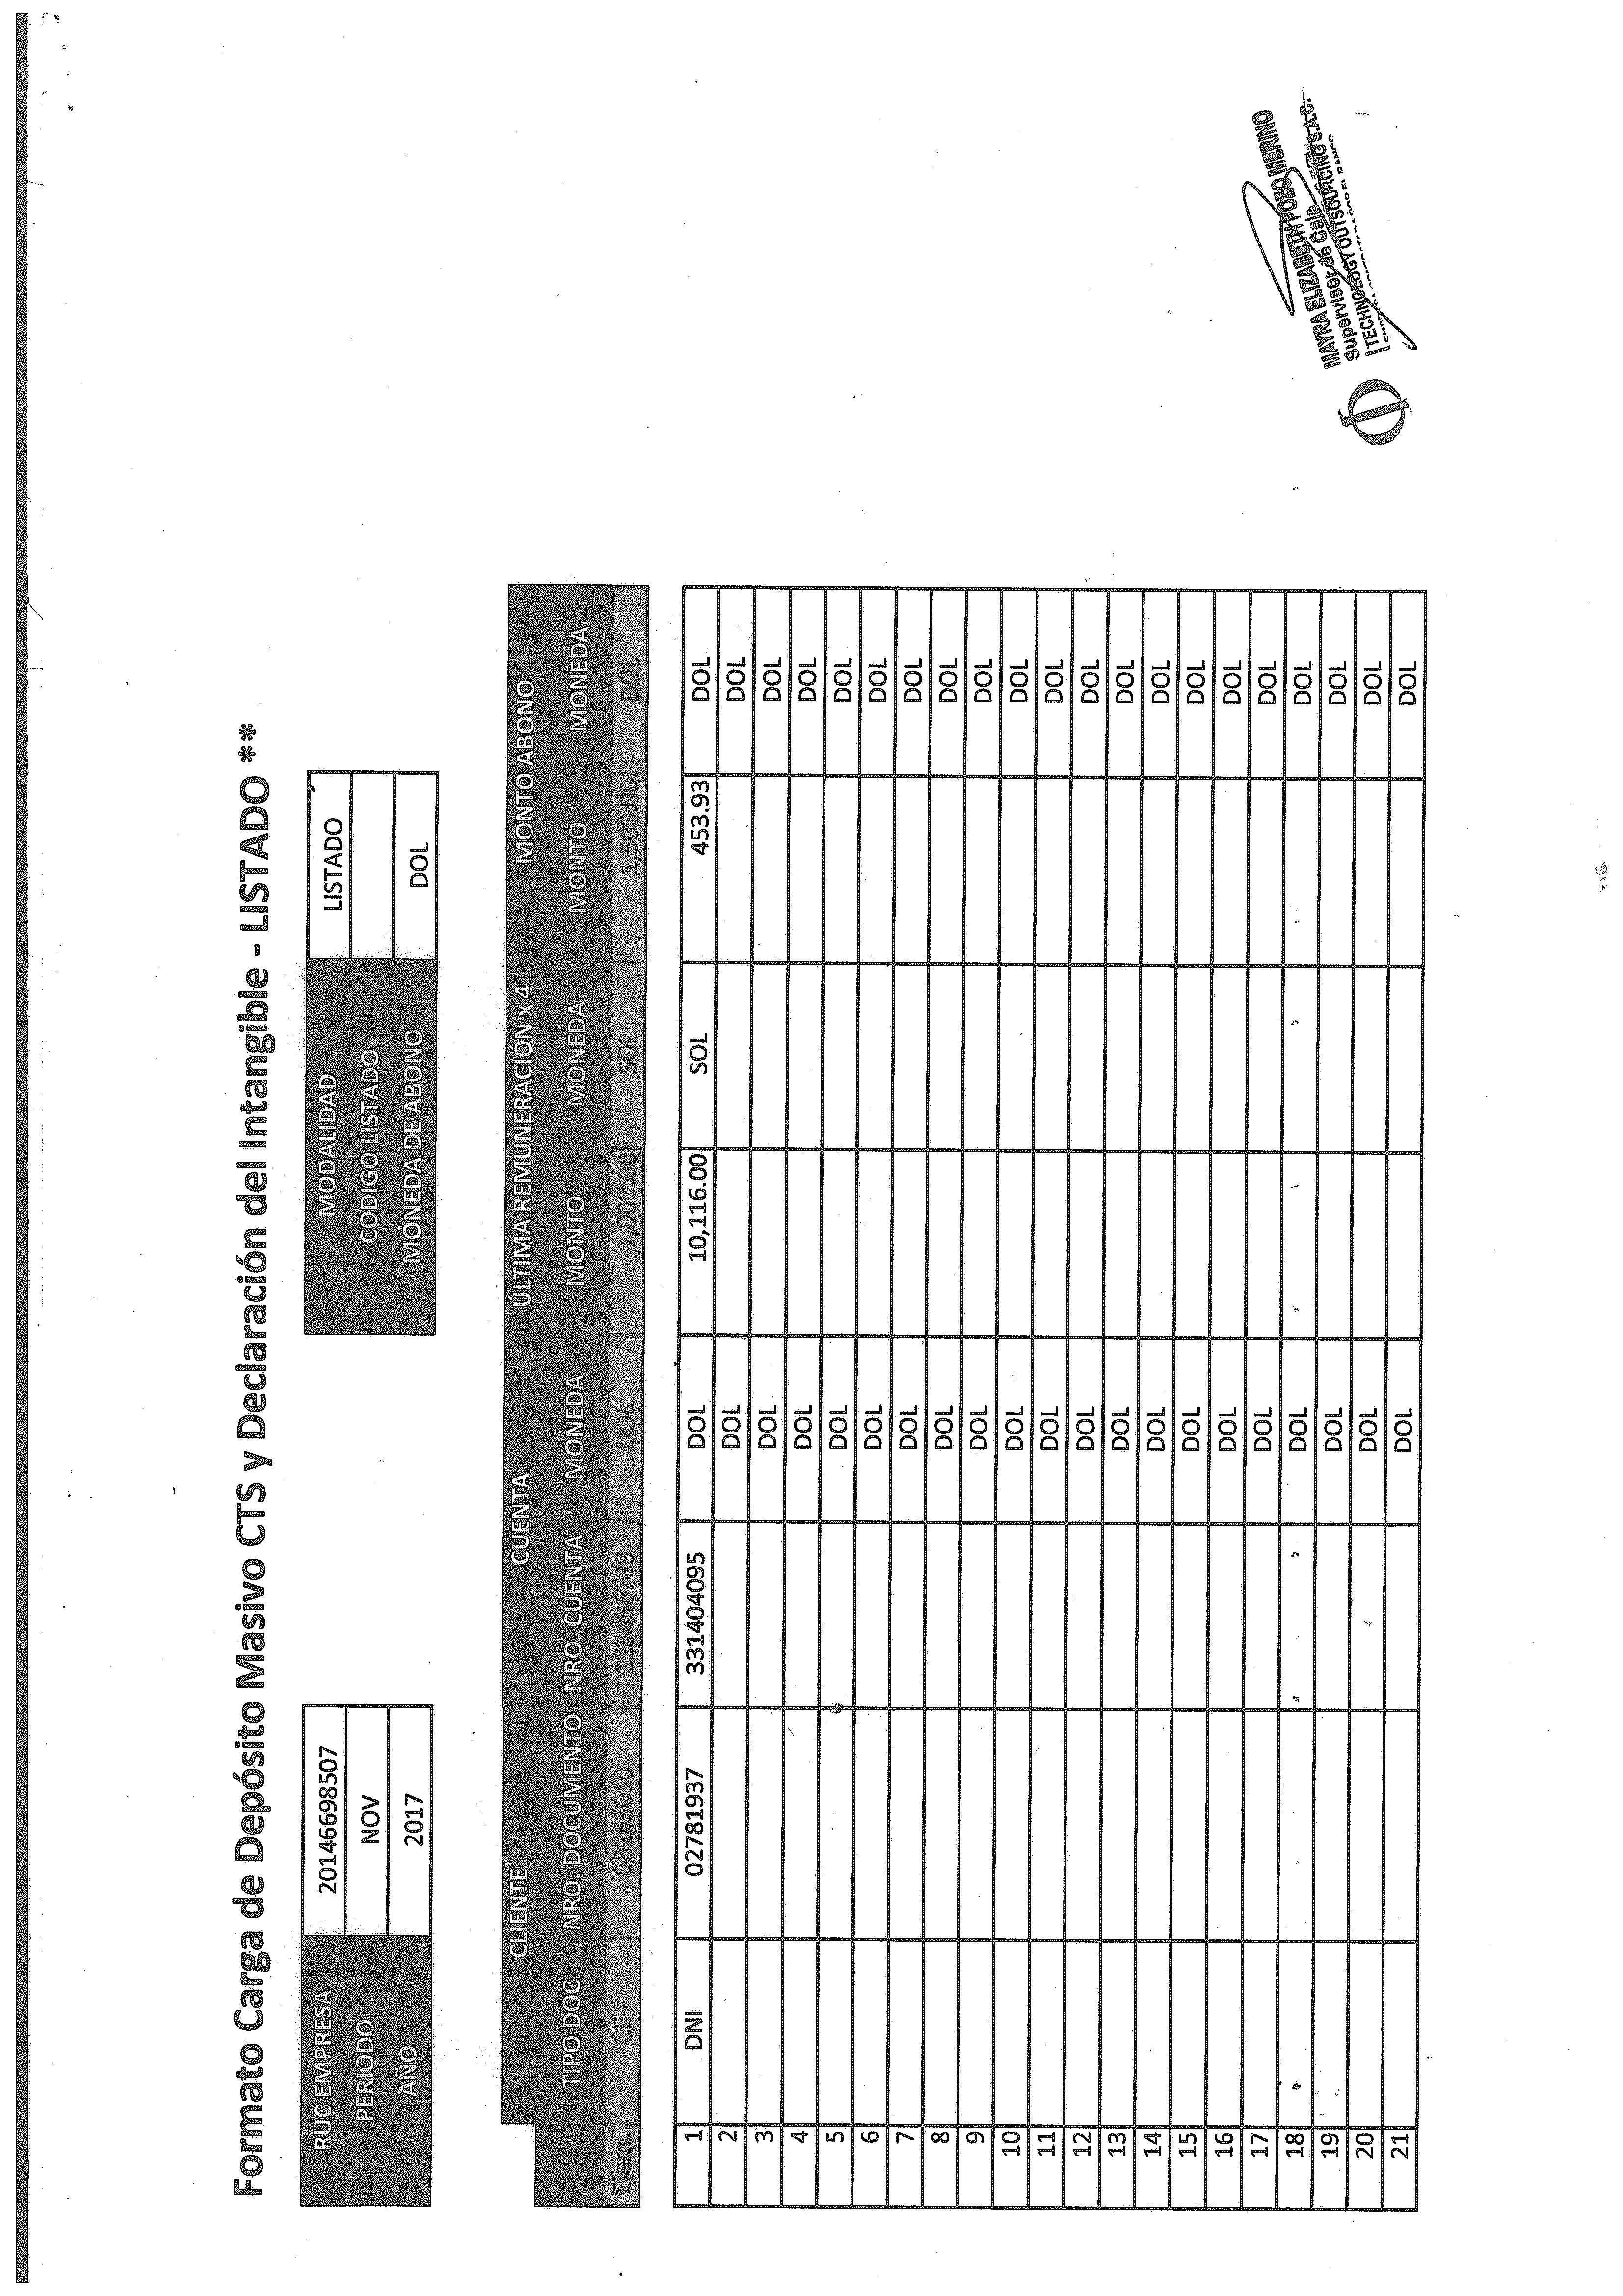 Formato Carga de Depósito Masivo CTS y Declaración del Intangible - LISTADO **
RUC EMPRESA 20146698507 MODALIDAD LISTADO
PERIODO NOV CODIGO LISTADO
AÑO 2017 MONEDA DE ABONO DOL
CLIENTE CUENTA ÚLTIMA REMUNERACIÓN x 4 MONTO ABONO
TIPO DOC. NRO. DOCUMENTO NRO. CUENTA MONEDA MONTO MONEDA MONTO MONEDA
Ejem. CE 08263010 123456789 DOL 7,000.00 SOL 1,500.00 DOL
1 DNI 02781937 331404095 DOL 10,116.00 SOL 453.93 DOL
2 DOL DOL
3 DOL DOL
4 DOL DOL
5 DOL DOL
6 DOL DOL
7 DOL DOL
8 DOL DOL
9 DOL DOL
10 DOL DOL
11 DOL DOL
12 DOL DOL
13 DOL DOL
14 DOL DOL
15 DOL DOL
16 DOL DOL
17 DOL DOL
18 DOL DOL
19 DOL DOL
20 DOL DOL
21 DOL DOL
MAYRA ELIZABETH POZO MERINO
Supervisor de Caja
TECHNOLOGY OUTSOURCING S.A.C.